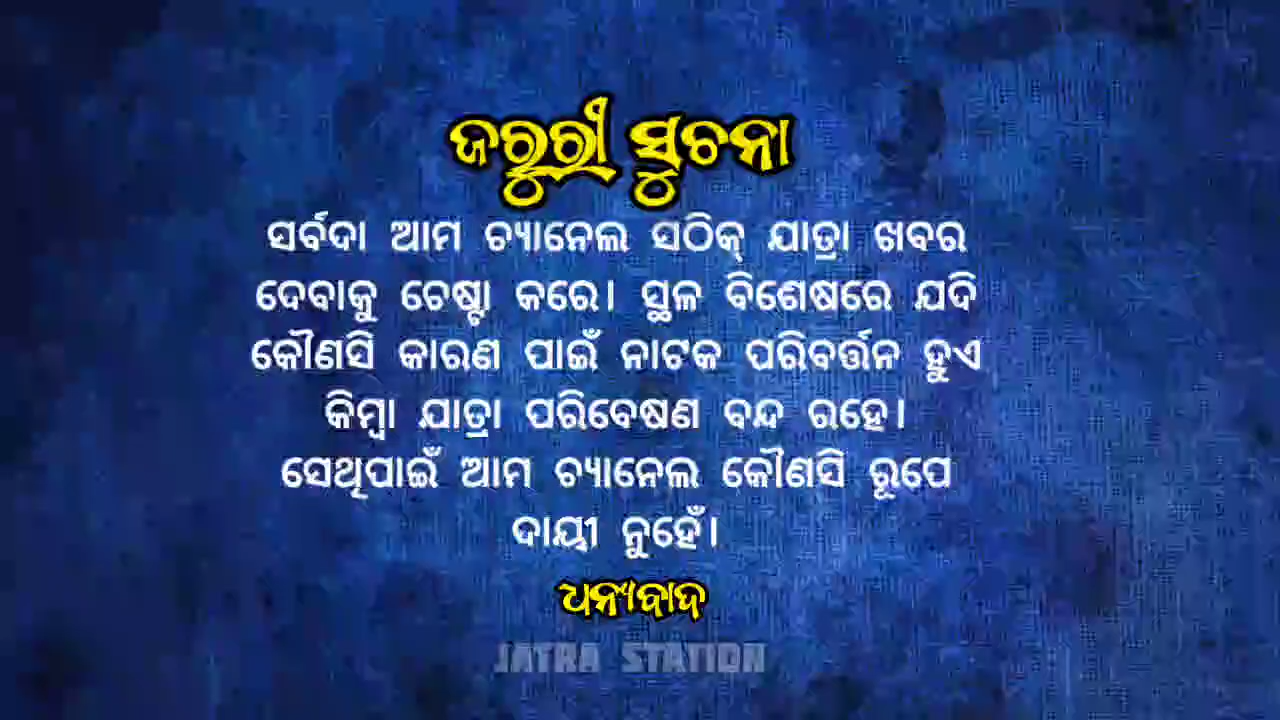 ଜରୁରୀ ସୁଚନା
ସର୍ବଦା ଆମ ଚ୍ୟାନେଲ ସଠିକ୍ ଯାତ୍ରା ଖବର
ଦେବାକୁ ଚେଷ୍ଟା କରେ। ସ୍ଥଳ ବିଶେଷରେ ଯଦି
କୌଣସି କାରଣ ପାଇଁ ନାଟକ ପରିବର୍ତ୍ତନ ହୁଏ
କିମ୍ବା ଯାତ୍ରା ପରିବେଷଣ ବନ୍ଦ ରହେ।
ସେଥିପାଇଁ ଆମ ଚ୍ୟାନେଲ କୌଣସି ରୂପେ
ଦାୟୀ ନୁହେଁ।
ଧନ୍ୟବାଦ
JATRA STATION